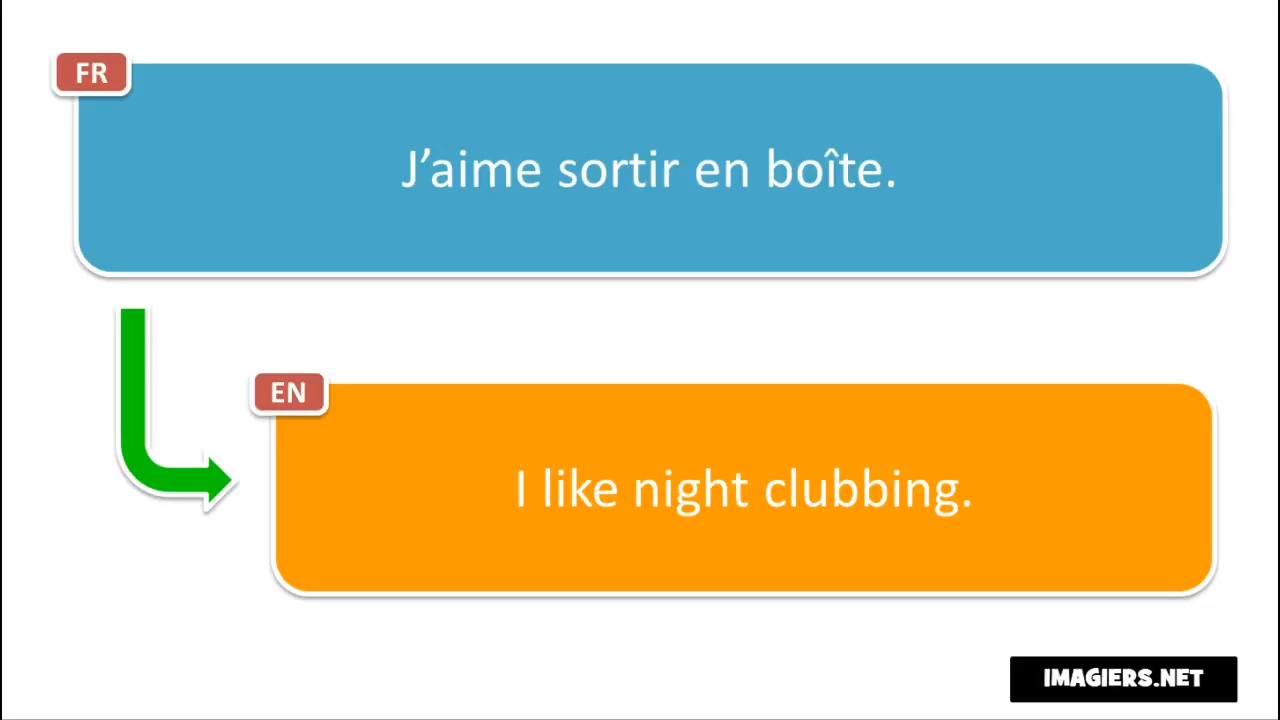 FR
J’aime sortir en boîte.
EN
I like night clubbing.
IMAGIERS.NET